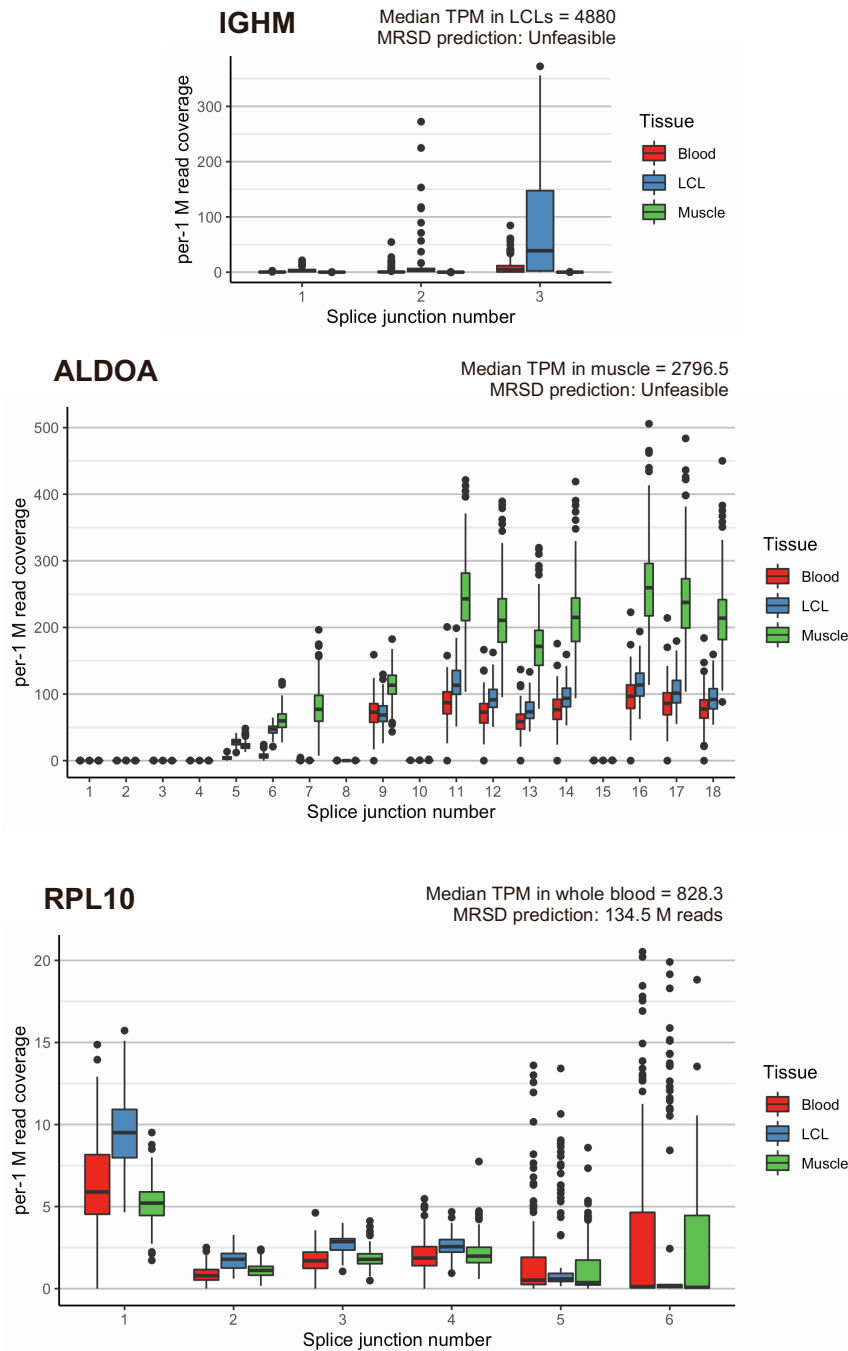 IGHM
Median TPM in LCLs = 4880
MRSD prediction: Unfeasible
per-1 M read coverage
300
200
100
0
1 2 3
Splice junction number
Tissue
Blood
LCL
Muscle
ALDOA
Median TPM in muscle = 2796.5
MRSD prediction: Unfeasible
per-1 M read coverage
500
400
300
200
100
0
1 2 3 4 5 6 7 8 9 10 11 12 13 14 15 16 17 18
Splice junction number
Tissue
Blood
LCL
Muscle
RPL10
Median TPM in whole blood = 828.3
MRSD prediction: 134.5 M reads
per-1 M read coverage
20
15
10
5
0
1 2 3 4 5 6
Splice junction number
Tissue
Blood
LCL
Muscle